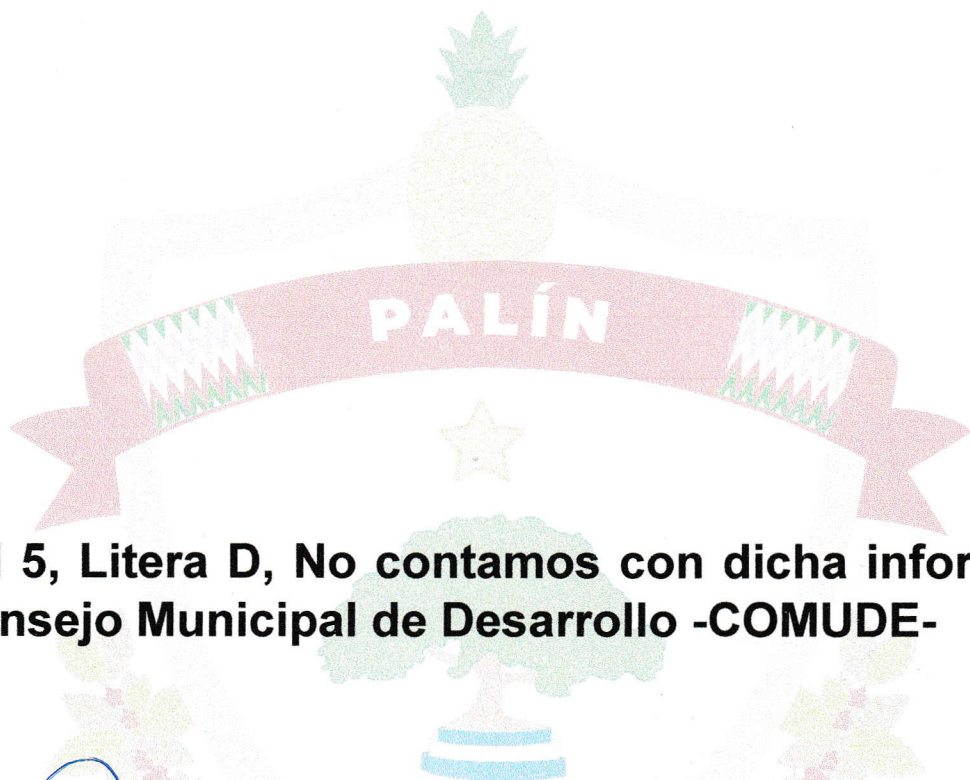 PALÍN
5, Litera D, No contamos con dicha infor
nsejo Municipal de Desarrollo -COMUDE-